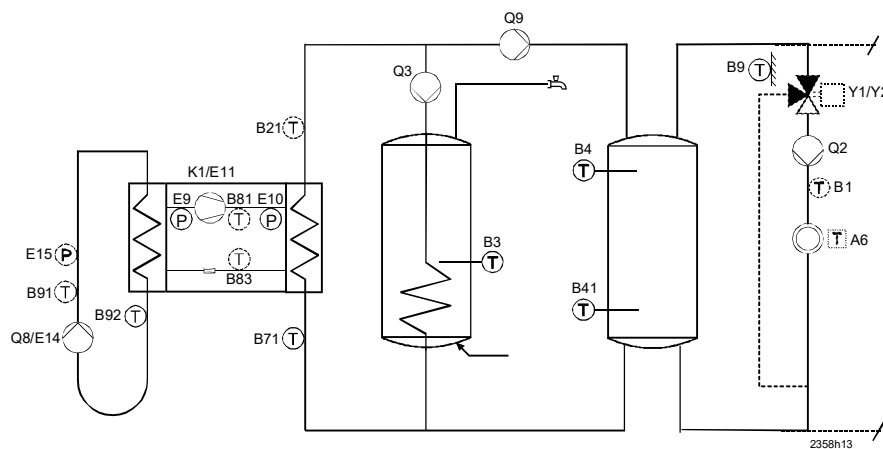 Q9
Q3
B9 T
Y1/Y2
B21 T
B4 T
Q2
K1/E11
E9 B81 E10
P T P
T B1
B3 T
T A6
E15 P
T
B83
B91 T
B92 T
B41 T
Q8/E14
B71 T
2358h13